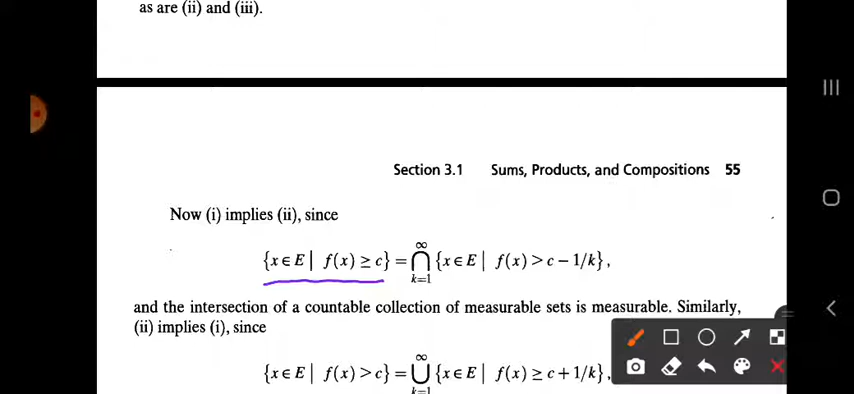 as are (ii) and (iii).
Section 3.1 Sums, Products, and Compositions 55
Now (i) implies (ii), since
{x ∈ E | f(x) ≥ c} = ⋂_{k=1}^{∞} {x ∈ E | f(x) > c − 1/k},
and the intersection of a countable collection of measurable sets is measurable. Similarly,
(ii) implies (i), since
{x ∈ E | f(x) > c} = ⋃_{k=1}^{∞} {x ∈ E | f(x) ≥ c + 1/k},